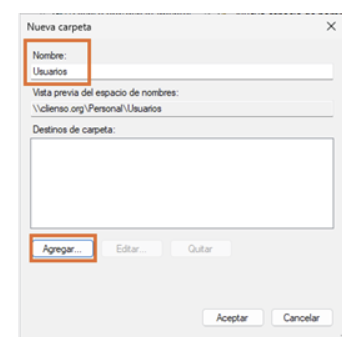 Nueva carpeta
Nombre:
Usuarios
Vista previa del espacio de nombres:
\\clienso.org\Personal\Usuarios
Destinos de carpeta:
Agregar... Editar... Quitar
Aceptar Cancelar